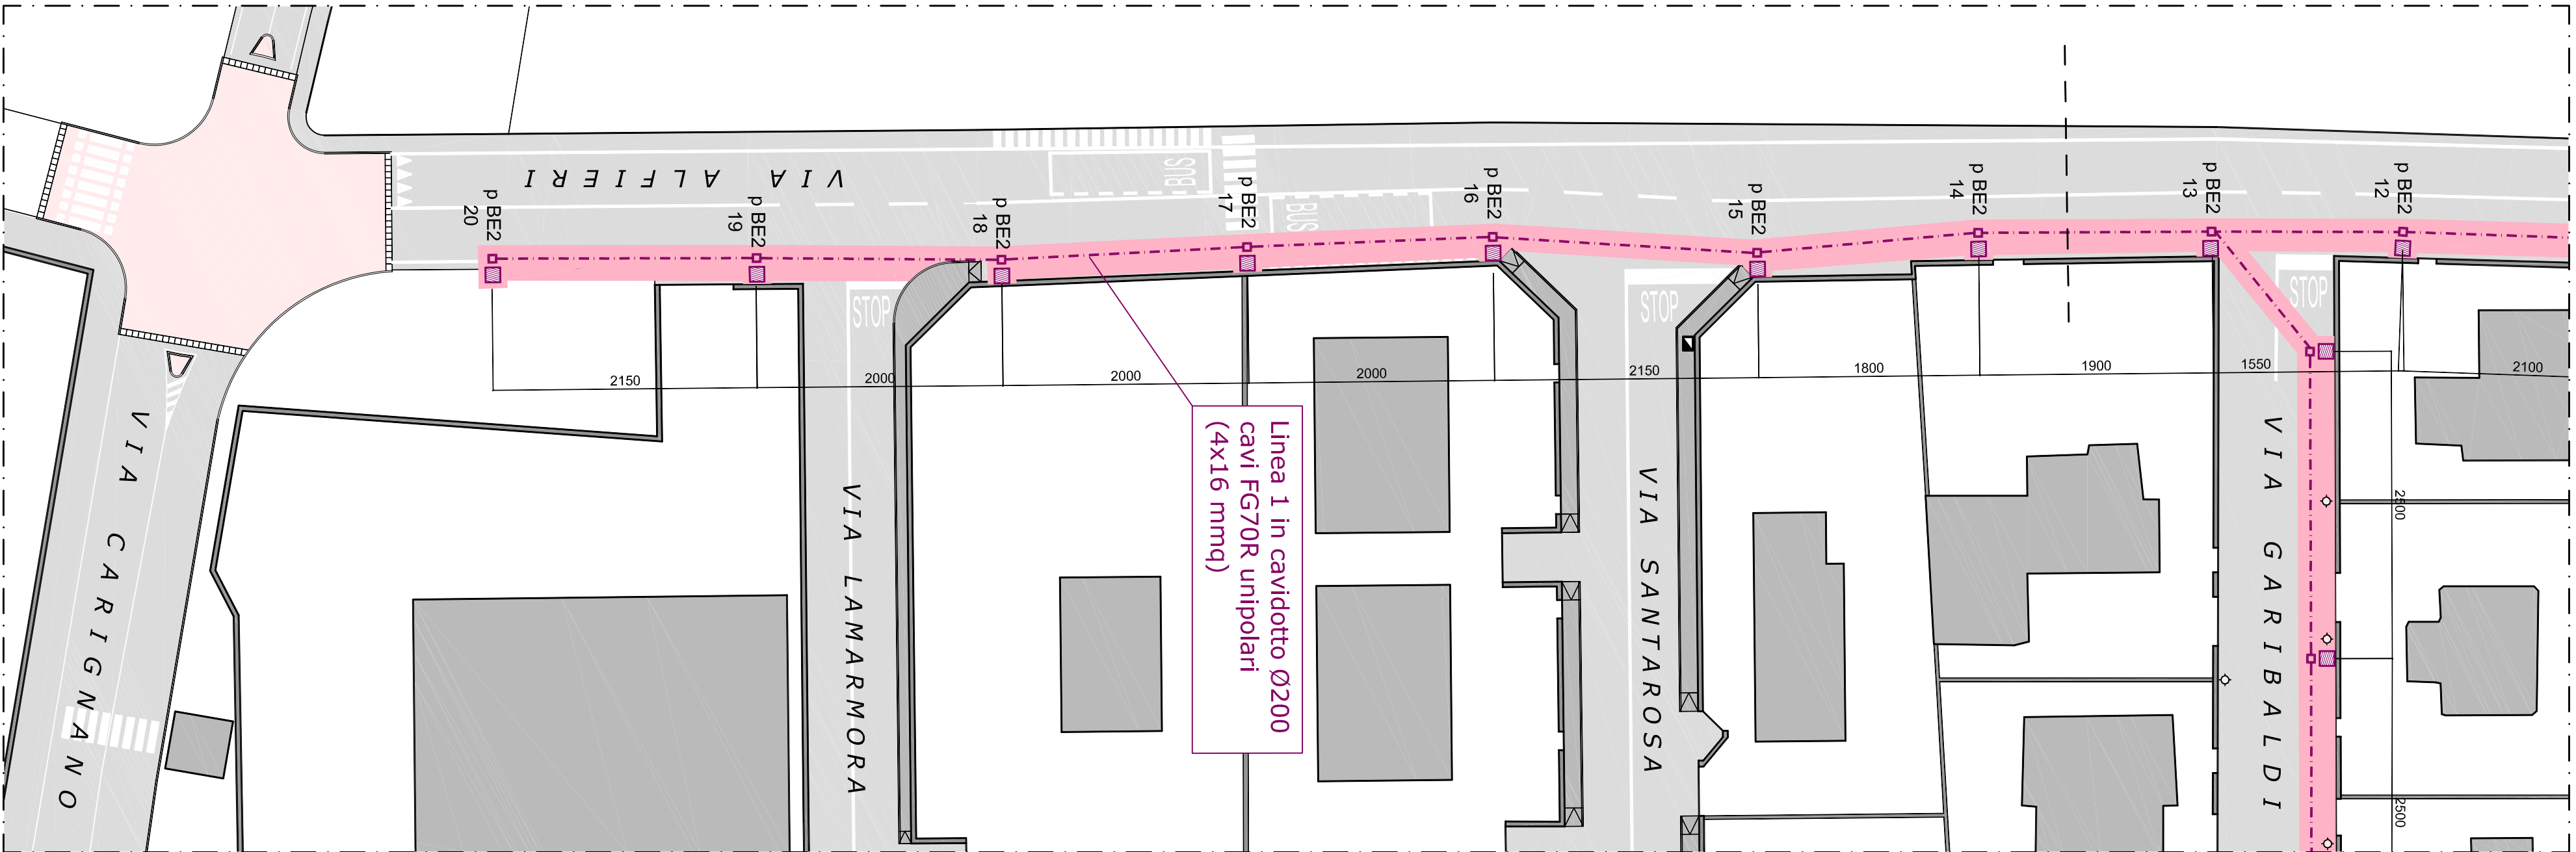 VIA ALFIERI
BUS
BUS
p BE2
20
p BE2
19
p BE2
18
p BE2
17
p BE2
16
p BE2
15
p BE2
14
p BE2
13
p BE2
12
STOP
STOP
STOP
2150
2000
2000
2000
2150
1800
1900
1550
2100
2500
2500
Linea 1 in cavidotto Ø200
cavi FG70R unipolari
(4x16 mmq)
VIA CARIGNANO
VIA LAMARMORA
VIA SANTAROSA
VIA GARIBALDI